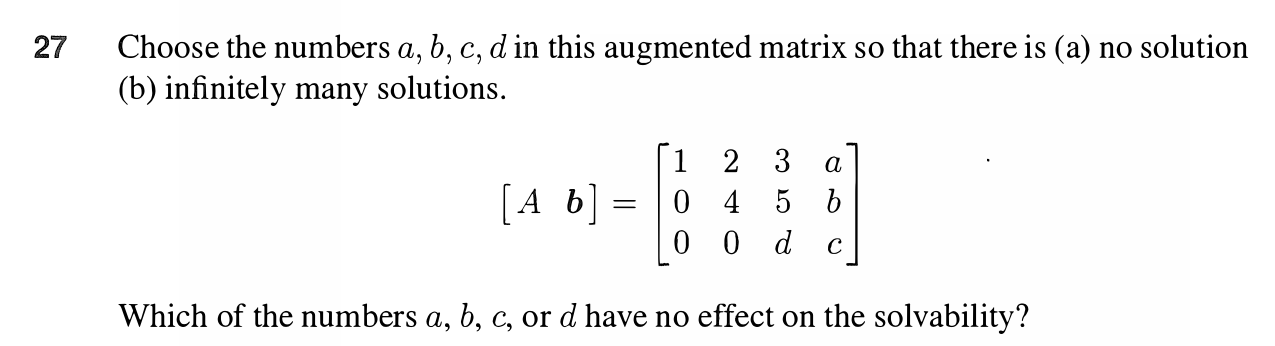 27 Choose the numbers a, b, c, d in this augmented matrix so that there is (a) no solution
(b) infinitely many solutions.
[A b] = [1 2 3 a
0 4 5 b
0 0 d c]
Which of the numbers a, b, c, or d have no effect on the solvability?